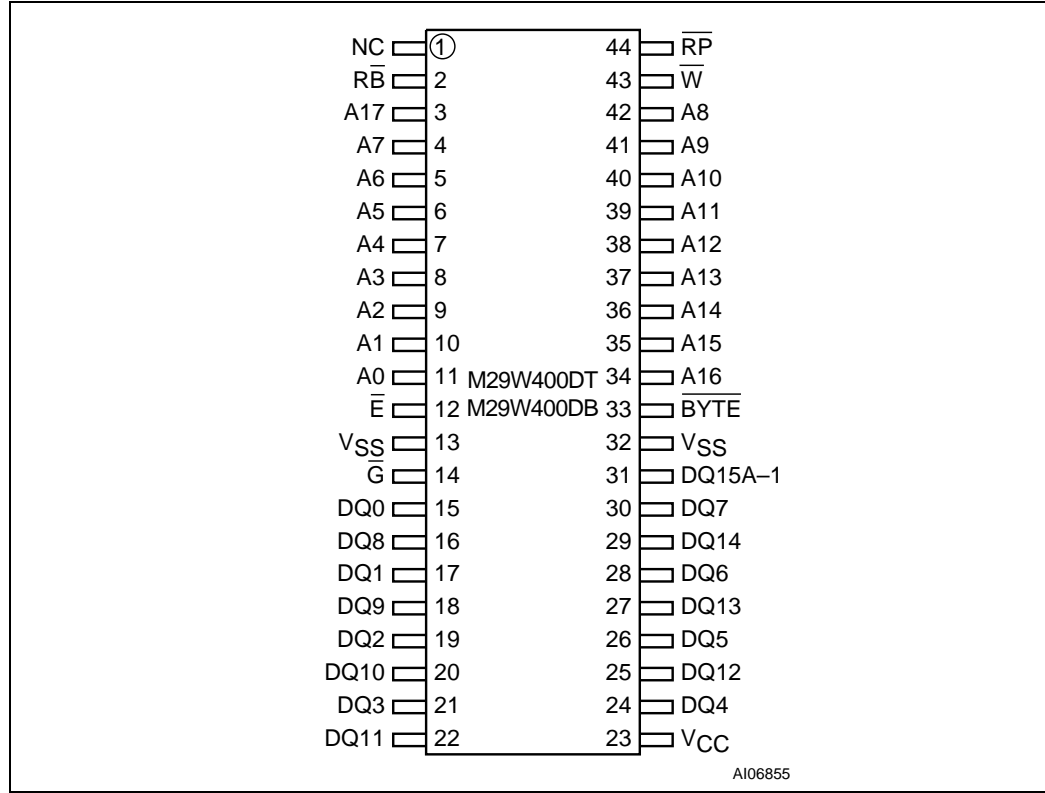 NC 1 44 R̅P̅
RB̅ 2 43 W̅
A17 3 42 A8
A7 4 41 A9
A6 5 40 A10
A5 6 39 A11
A4 7 38 A12
A3 8 37 A13
A2 9 36 A14
A1 10 35 A15
A0 11 M29W400DT 34 A16
E̅ 12 M29W400DB 33 B̅Y̅T̅E̅
VSS 13 32 VSS
G̅ 14 31 DQ15A–1
DQ0 15 30 DQ7
DQ8 16 29 DQ14
DQ1 17 28 DQ6
DQ9 18 27 DQ13
DQ2 19 26 DQ5
DQ10 20 25 DQ12
DQ3 21 24 DQ4
DQ11 22 23 VCC
AI06855